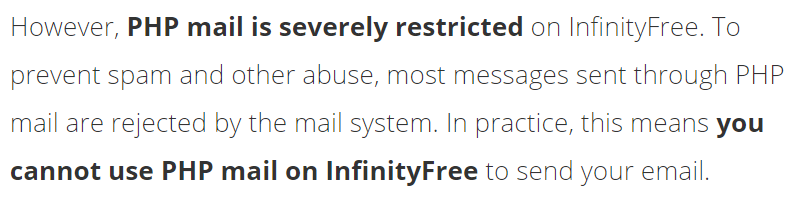 However, PHP mail is severely restricted on InfinityFree. To
prevent spam and other abuse, most messages sent through PHP
mail are rejected by the mail system. In practice, this means you
cannot use PHP mail on InfinityFree to send your email.